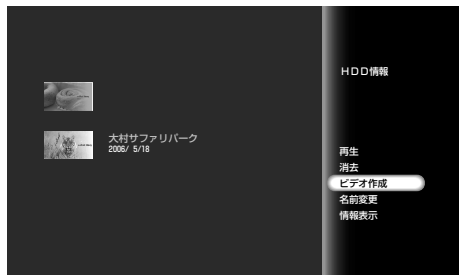 HDD情報
大村サファリパーク
2006/ 5/18
再生
消去
ビデオ作成
名前変更
情報表示